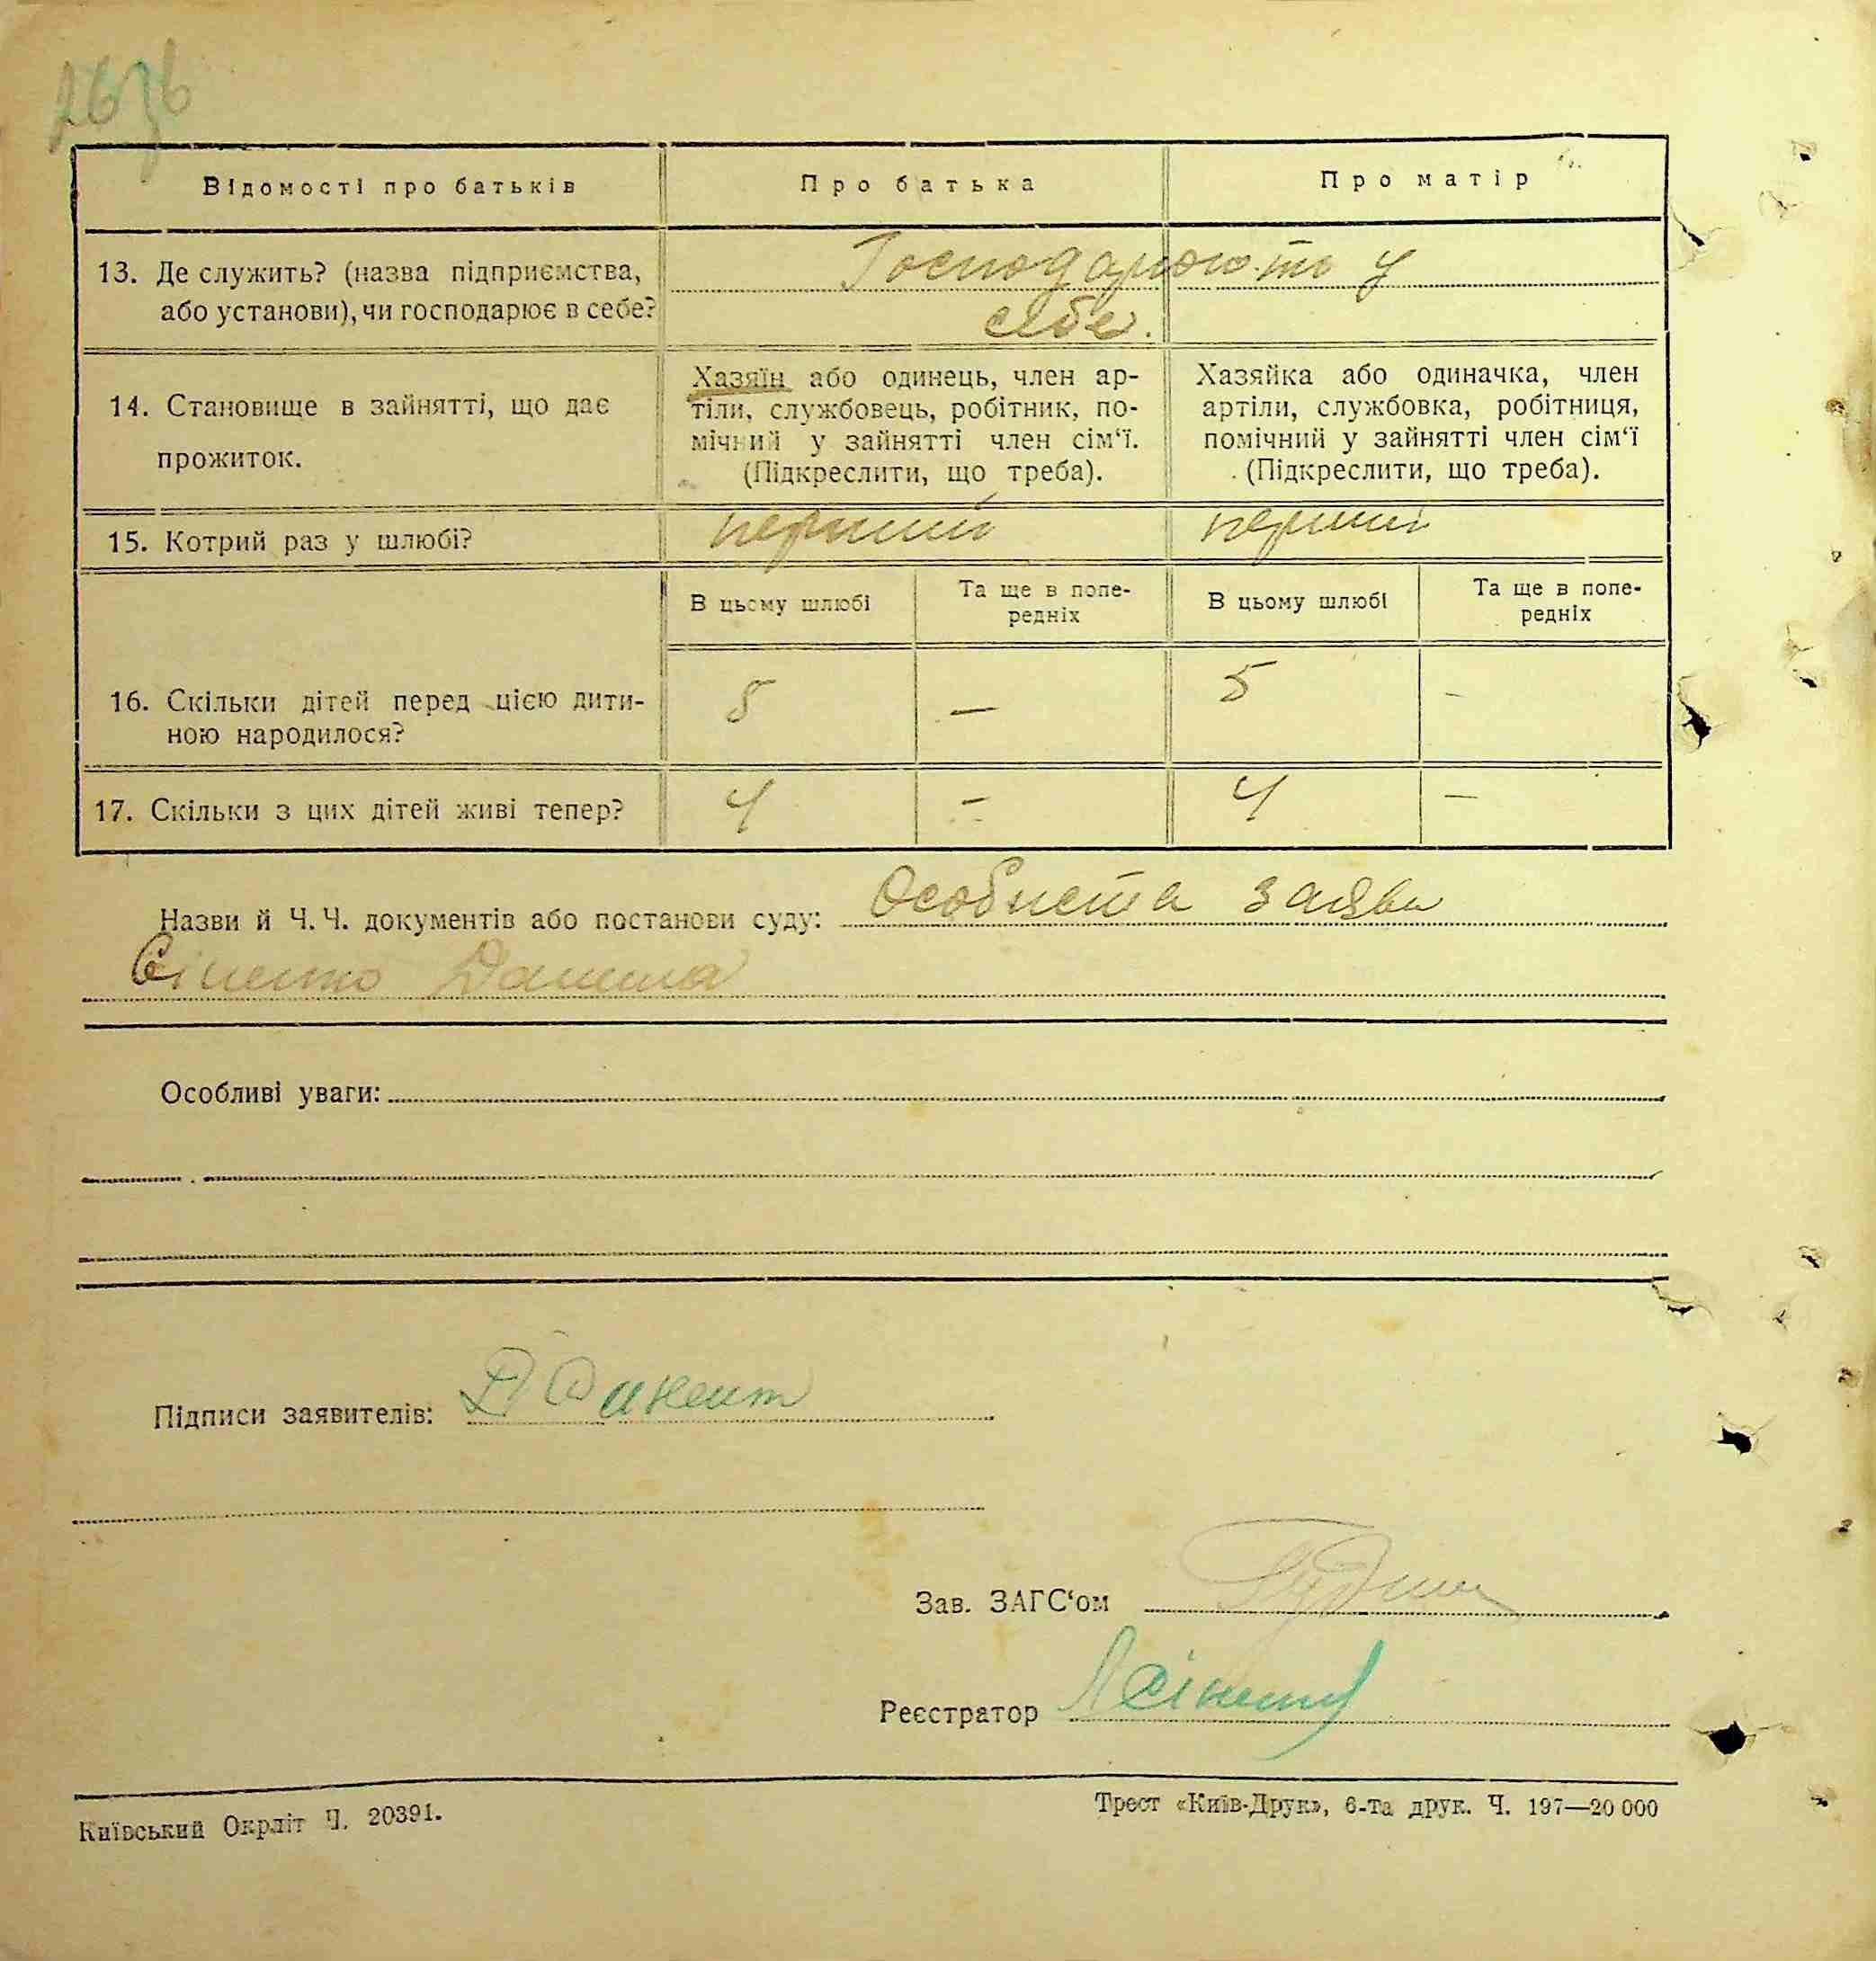 Відомості про батьків
Про батька
Про матір
13. Де служить? (назва підприємства,
або установи), чи господарює в себе?
Господарюють у
себе.
14. Становище в зайнятті, що дає
прожиток.
Хазяїн або одинець, член ар-
тіли, службовець, робітник, по-
мічний у зайнятті член сім‘ї.
(Підкреслити, що треба).
Хазяйка або одиначка, член
артіли, службовка, робітниця,
помічний у зайнятті член сім‘ї
(Підкреслити, що треба).
15. Котрий раз у шлюбі?
перший
перший
В цьому шлюбі
Та ще в попе-
редніх
В цьому шлюбі
Та ще в попе-
редніх
16. Скільки дітей перед цією дити-
ною народилося?
5
—
5
—
17. Скільки з цих дітей живі тепер?
4
—
4
—
Назви й Ч. Ч. документів або постанови суду: Особиста заява
Данила
Особливі уваги:
Підписи заявителів:
Зав. ЗАГС‘ом
Реєстратор
Київський Окрліт Ч. 20391.
Трест «Київ-Друк», 6-та друк. Ч. 197—20 000